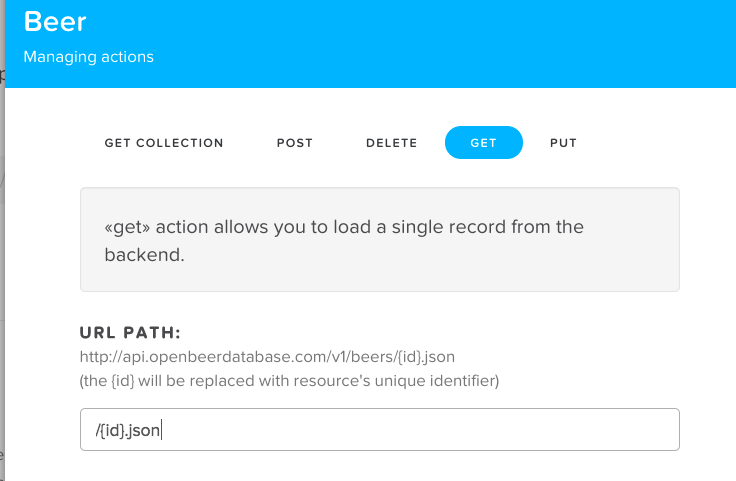 Beer
Managing actions
GET COLLECTION POST DELETE GET PUT
«get» action allows you to load a single record from the
backend.
URL PATH:
http://api.openbeerdatabase.com/v1/beers/{id}.json
(the {id} will be replaced with resource's unique identifier)
/{id}.json